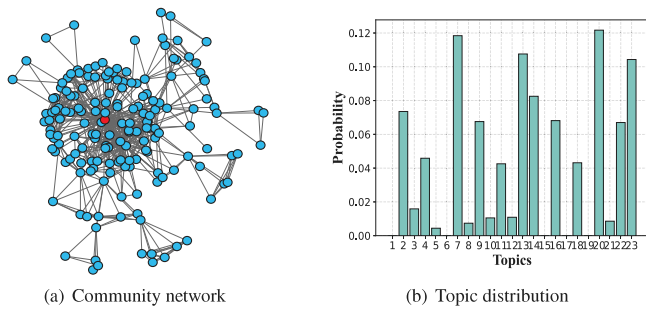 0.12
0.10
0.08
0.06
0.04
0.02
0.00
Probability
1 2 3 4 5 6 7 8 9 10 11 12 13 14 15 16 17 18 19 20 21 22 23
Topics
(a) Community network
(b) Topic distribution